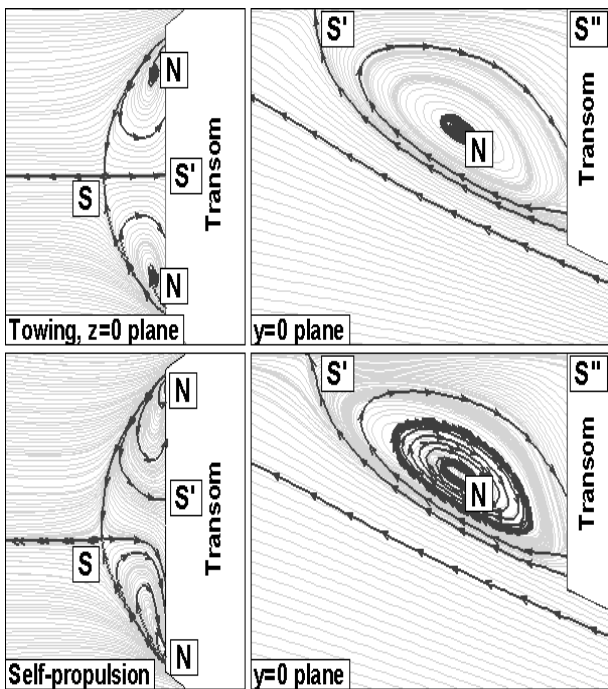 N
S
S'
N
Transom
Towing, z=0 plane
S'
S"
N
Transom
y=0 plane
N
S'
S
N
Transom
Self-propulsion
S'
S"
N
Transom
y=0 plane